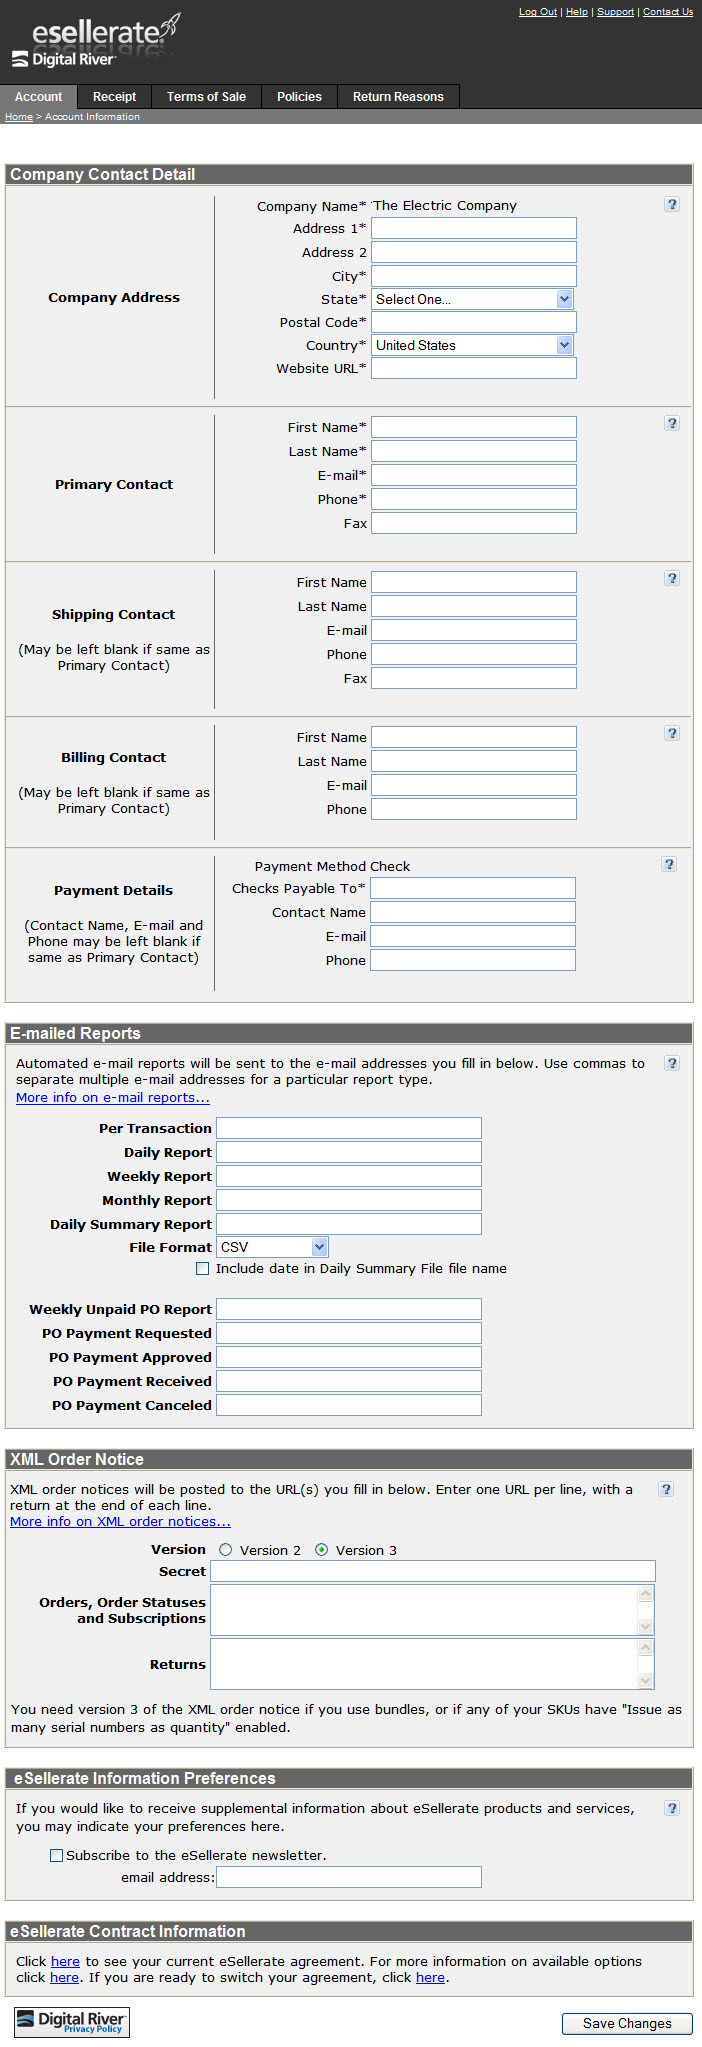 Log Out | Help | Support | Contact Us
esellerate.
Digital River
Account Receipt Terms of Sale Policies Return Reasons
Home > Account Information
Company Contact Detail
Company Address
Company Name* The Electric Company
Address 1*
Address 2
City*
State* Select One...
Postal Code*
Country* United States
Website URL*
Primary Contact
First Name*
Last Name*
E-mail*
Phone*
Fax
Shipping Contact
(May be left blank if same as
Primary Contact)
First Name
Last Name
E-mail
Phone
Fax
Billing Contact
(May be left blank if same as
Primary Contact)
First Name
Last Name
E-mail
Phone
Payment Details
(Contact Name, E-mail and
Phone may be left blank if
same as Primary Contact)
Payment Method Check
Checks Payable To*
Contact Name
E-mail
Phone
E-mailed Reports
Automated e-mail reports will be sent to the e-mail addresses you fill in below. Use commas to
separate multiple e-mail addresses for a particular report type.
More info on e-mail reports...
Per Transaction
Daily Report
Weekly Report
Monthly Report
Daily Summary Report
File Format CSV
Include date in Daily Summary File file name
Weekly Unpaid PO Report
PO Payment Requested
PO Payment Approved
PO Payment Received
PO Payment Canceled
XML Order Notice
XML order notices will be posted to the URL(s) you fill in below. Enter one URL per line, with a
return at the end of each line.
More info on XML order notices...
Version Version 2 Version 3
Secret
Orders, Order Statuses
and Subscriptions
Returns
You need version 3 of the XML order notice if you use bundles, or if any of your SKUs have "Issue as
many serial numbers as quantity" enabled.
eSellerate Information Preferences
If you would like to receive supplemental information about eSellerate products and services,
you may indicate your preferences here.
Subscribe to the eSellerate newsletter.
email address:
eSellerate Contract Information
Click here to see your current eSellerate agreement. For more information on available options
click here. If you are ready to switch your agreement, click here.
Digital River
Privacy Policy
Save Changes